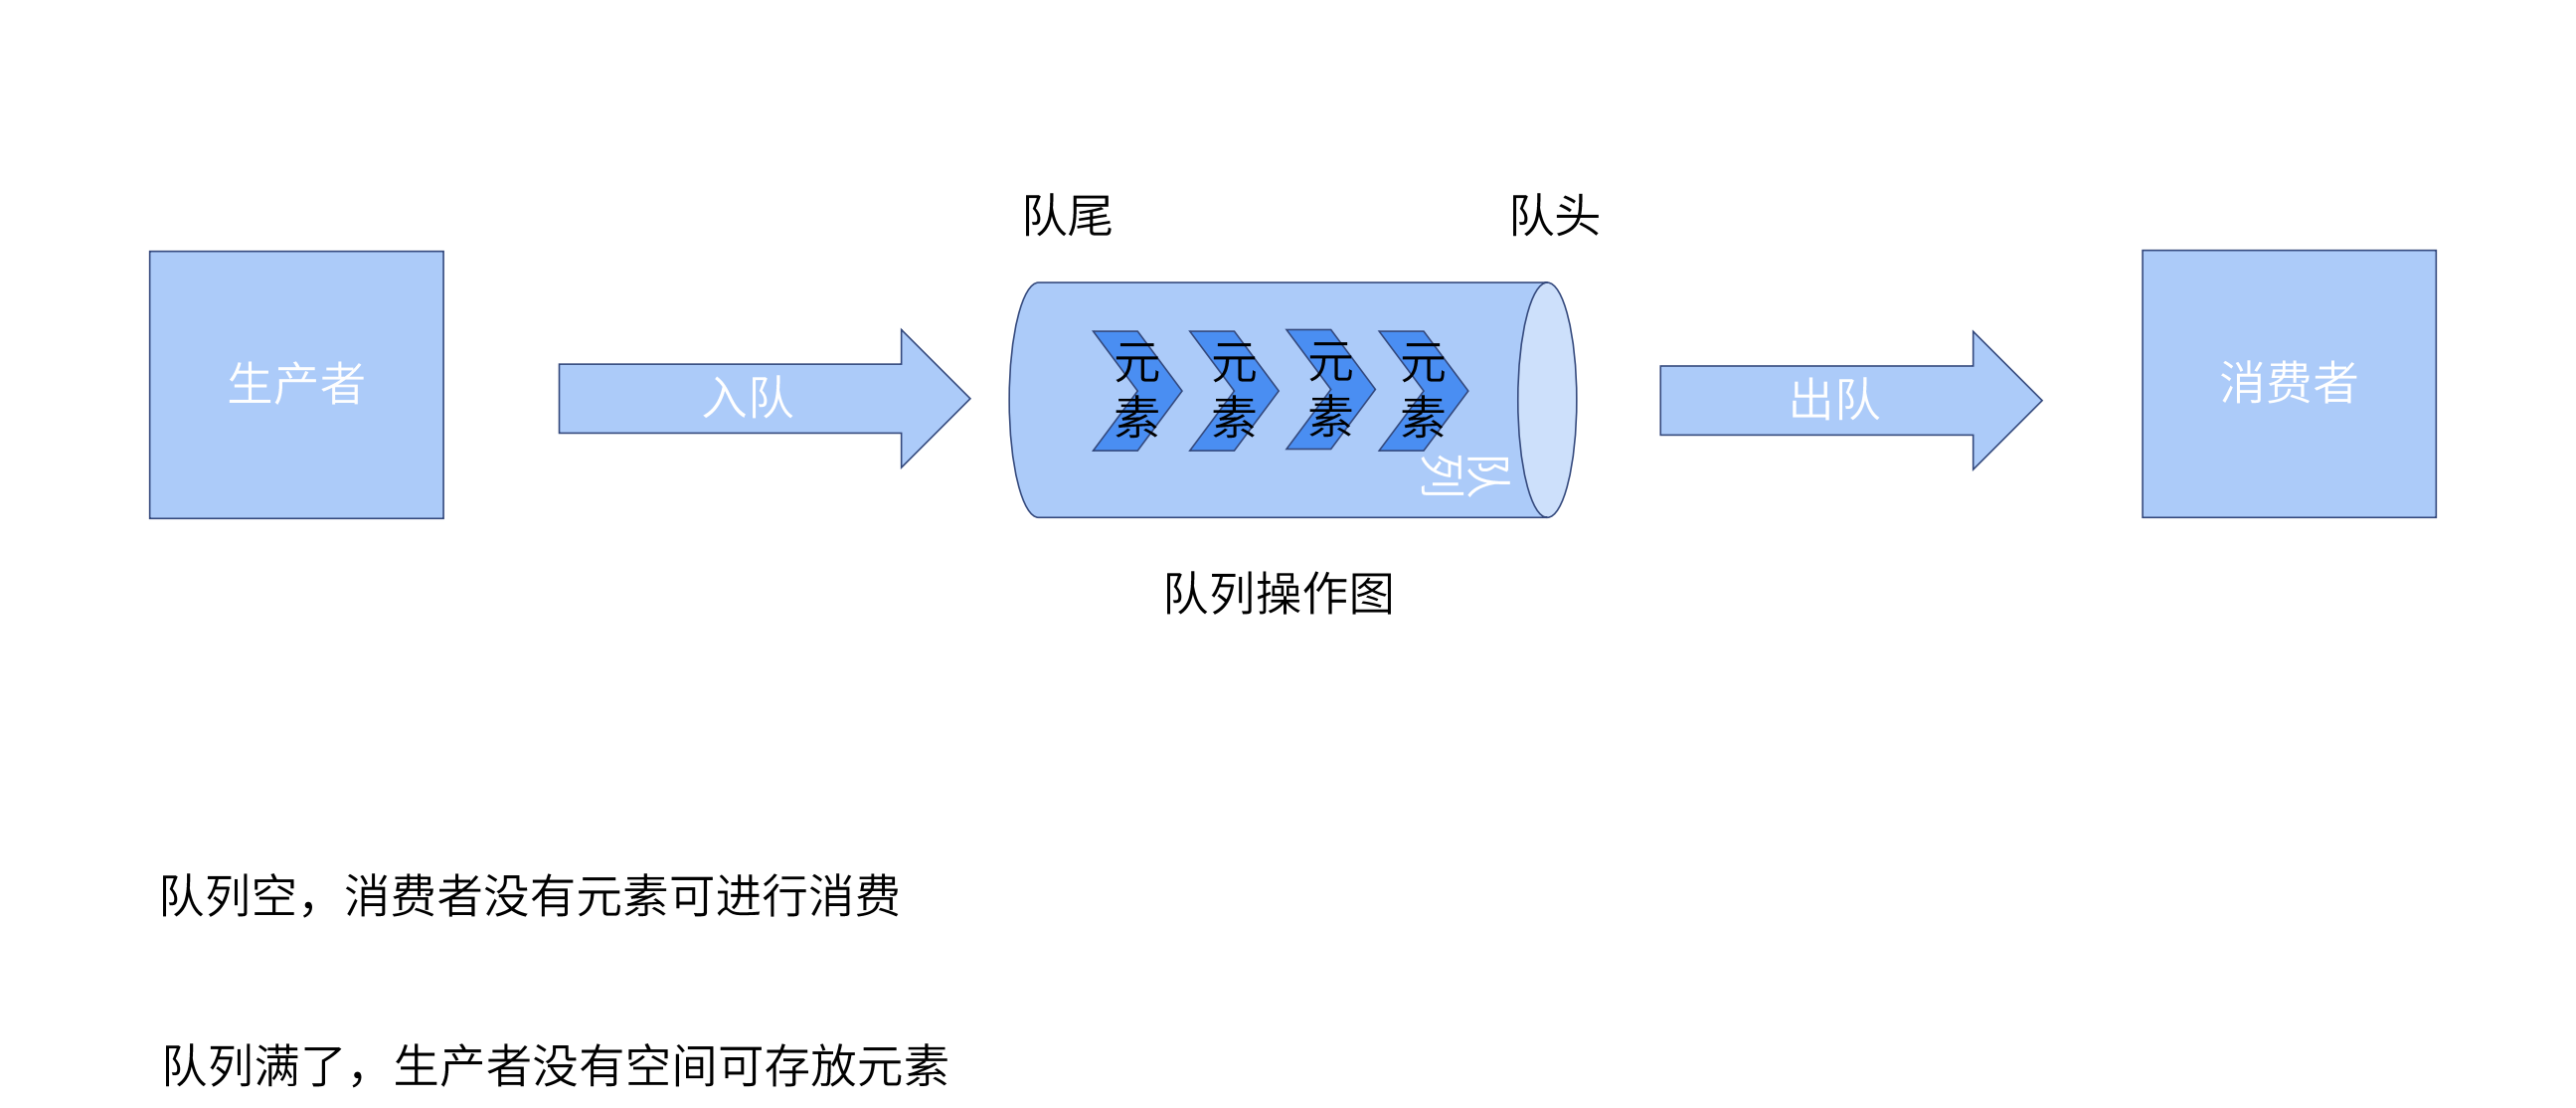 队尾
队头
生产者
入队
元
素
元
素
元
素
元
素
队
列
出队
消费者
队列操作图
队列空，消费者没有元素可进行消费
队列满了，生产者没有空间可存放元素